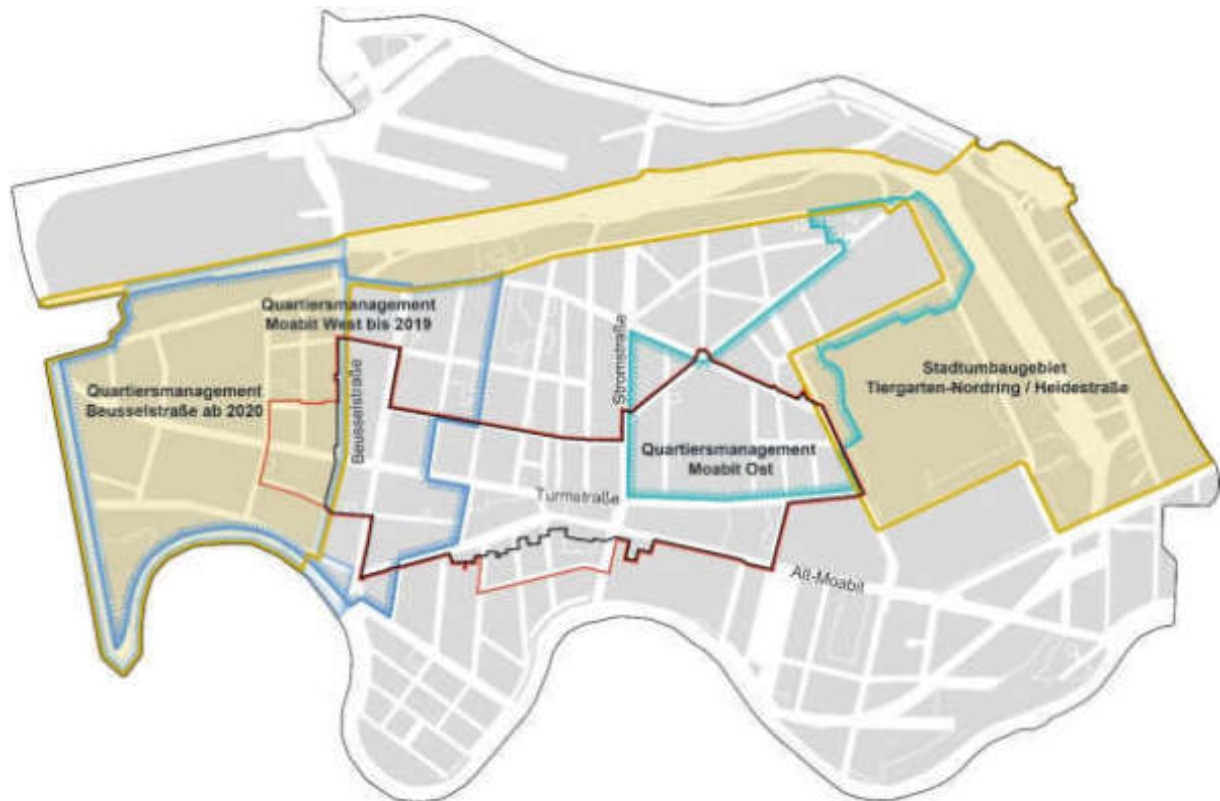 Quartiersmanagement
Moabit West bis 2019
Quartiersmanagement
Beusselstraße ab 2020
Beusselstraße
Stromstraße
Stadtumbaugebiet
Tiergarten-Nordring / Heidestraße
Quartiersmanagement
Moabit Ost
Turmstraße
Alt-Moabit